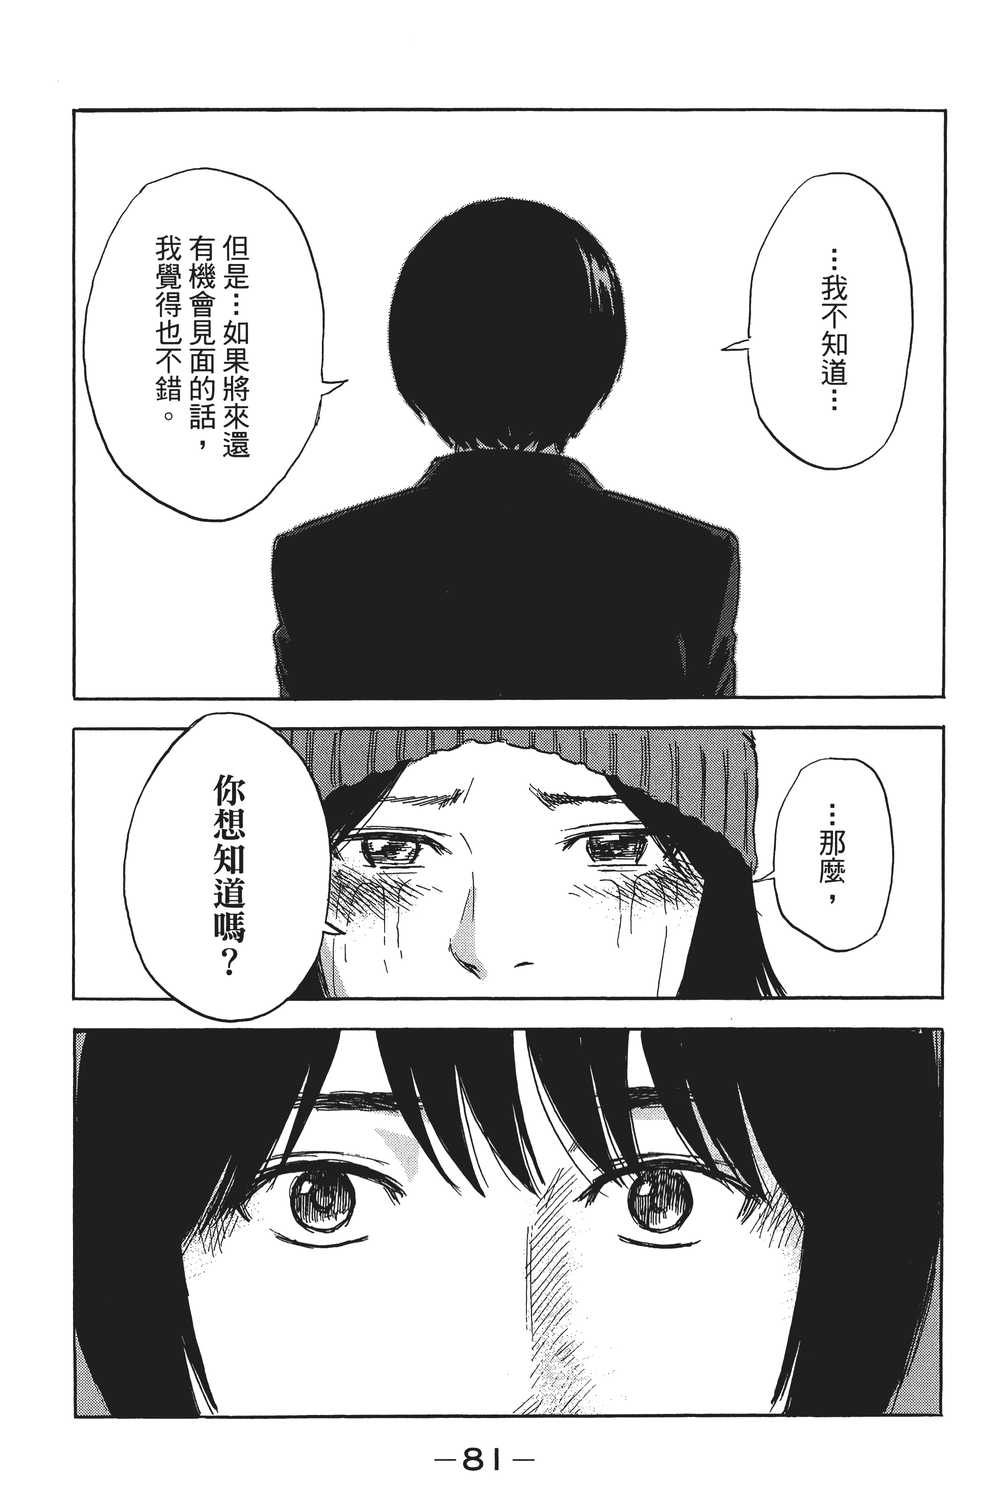 …我不知道…
但是…如果將來還
有機會見面的話，
我覺得也不錯。
…那麼，
你想知道嗎？
—81—